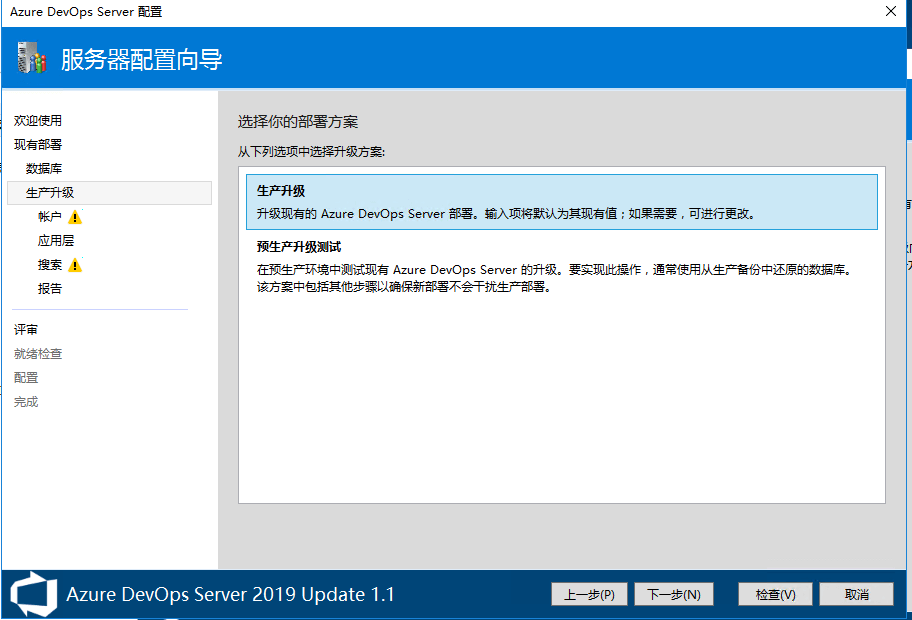 Azure DevOps Server 配置
服务器配置向导
欢迎使用
现有部署
数据库
生产升级
帐户
应用层
搜索
报告
评审
就绪检查
配置
完成
选择你的部署方案
从下列选项中选择升级方案:
生产升级
升级现有的 Azure DevOps Server 部署。输入项将默认为其现有值；如果需要，可进行更改。
预生产升级测试
在预生产环境中测试现有 Azure DevOps Server 的升级。要实现此操作，通常使用从生产备份中还原的数据库。
该方案中包括其他步骤以确保新部署不会干扰生产部署。
Azure DevOps Server 2019 Update 1.1
上一步(P)
下一步(N)
检查(V)
取消